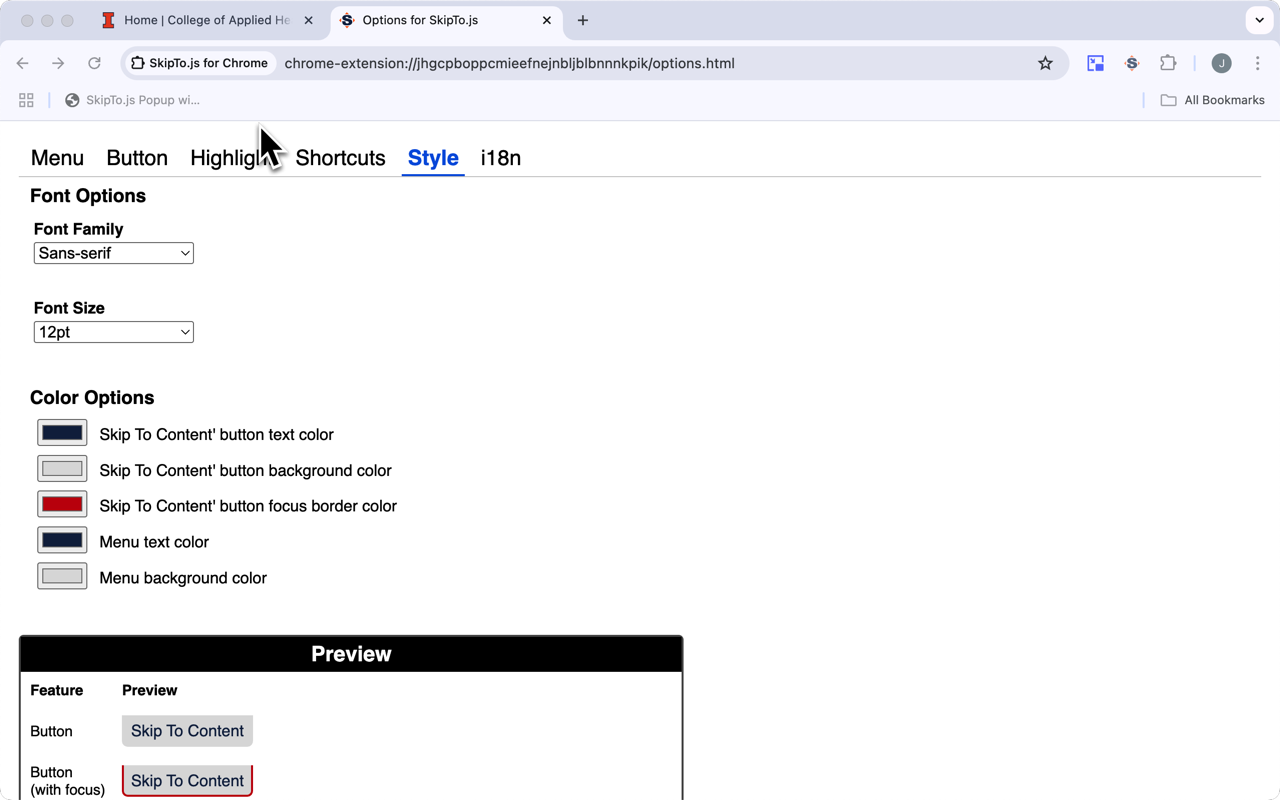 Home | College of Applied He
Options for SkipTo.js
SkipTo.js for Chrome
chrome-extension://jhgcpboppcmieefnejnbljblbnnnkpik/options.html
J
SkipTo.js Popup wi...
All Bookmarks
Menu Button Highlight Shortcuts Style i18n
Font Options
Font Family
Sans-serif
Font Size
12pt
Color Options
Skip To Content' button text color
Skip To Content' button background color
Skip To Content' button focus border color
Menu text color
Menu background color
Preview
Feature Preview
Button Skip To Content
Button
(with focus) Skip To Content